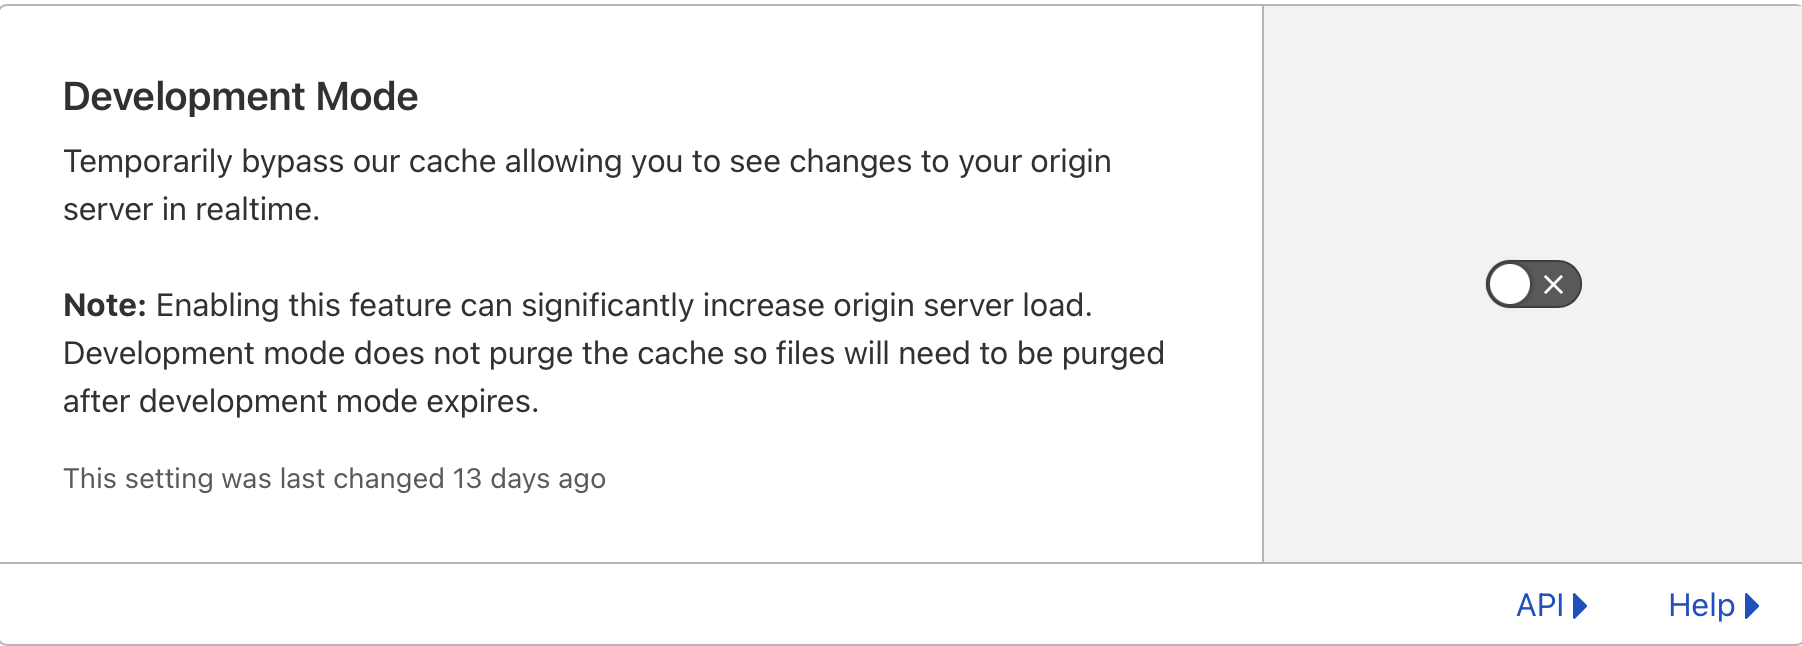 Development Mode
Temporarily bypass our cache allowing you to see changes to your origin
server in realtime.
Note: Enabling this feature can significantly increase origin server load.
Development mode does not purge the cache so files will need to be purged
after development mode expires.
This setting was last changed 13 days ago
API
Help